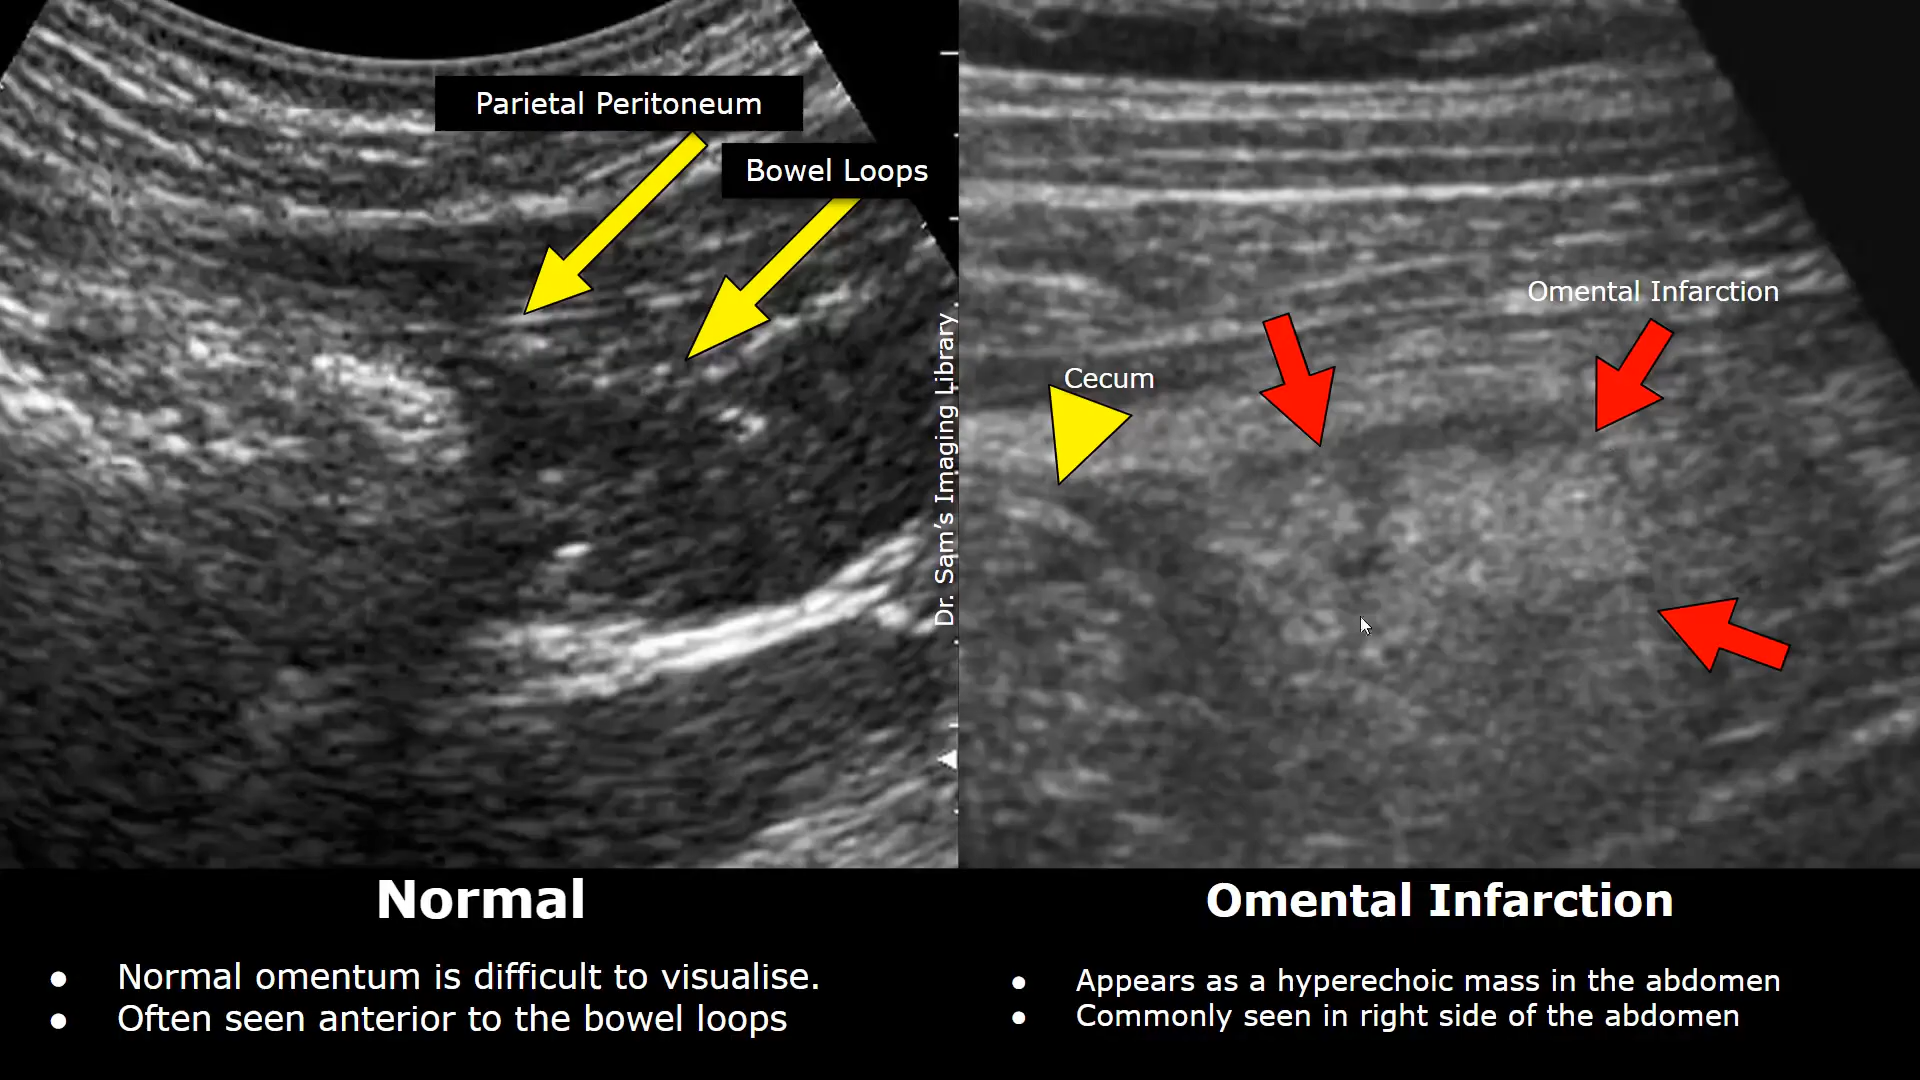 Parietal Peritoneum
Bowel Loops
Dr. Sam’s Imaging Library
Omental Infarction
Cecum
Normal
● Normal omentum is difficult to visualise.
● Often seen anterior to the bowel loops
Omental Infarction
● Appears as a hyperechoic mass in the abdomen
● Commonly seen in right side of the abdomen